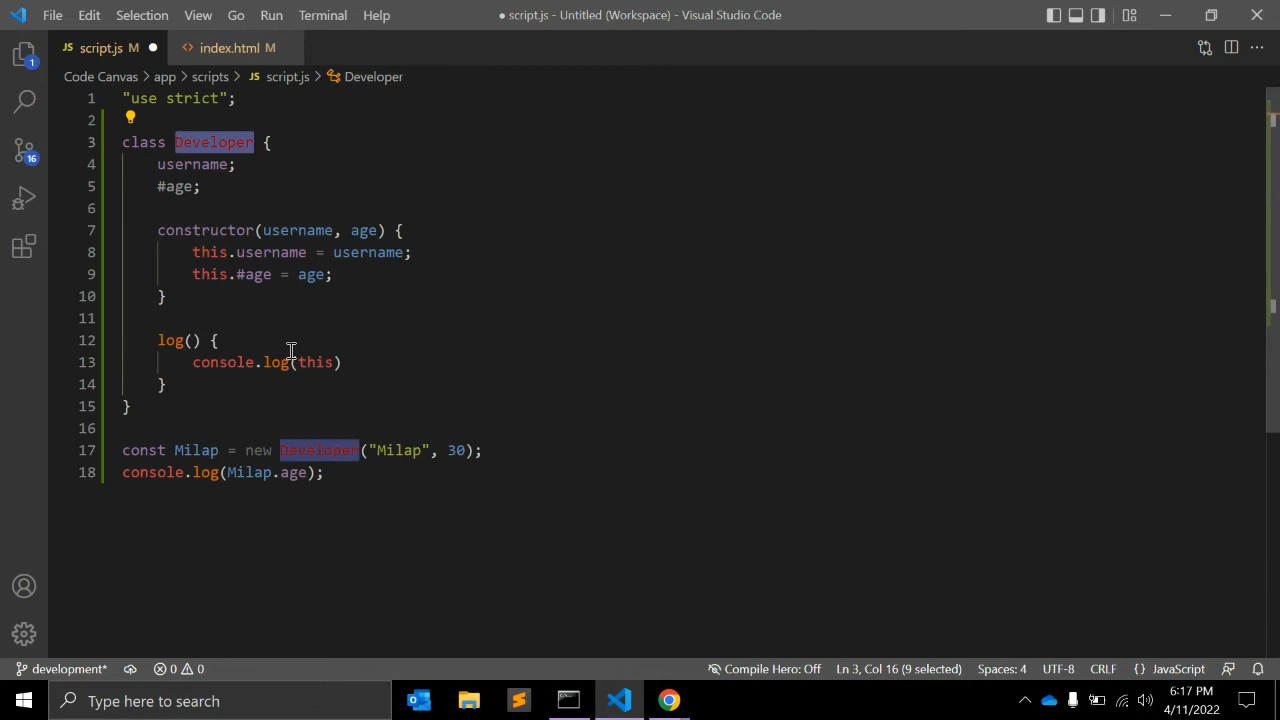 File Edit Selection View Go Run Terminal Help ● script.js - Untitled (Workspace) - Visual Studio Code
JS script.js M ● <> index.html M
Code Canvas > app > scripts > JS script.js > Developer
1 "use strict";
2
3 class Developer {
4 username;
5 #age;
6
7 constructor(username, age) {
8 this.username = username;
9 this.#age = age;
10 }
11
12 log() {
13 console.log(this)
14 }
15 }
16
17 const Milap = new Developer("Milap", 30);
18 console.log(Milap.age);
1
16
development* 0 0 Compile Hero: Off Ln 3, Col 16 (9 selected) Spaces: 4 UTF-8 CRLF {} JavaScript
Type here to search
6:17 PM
4/11/2022